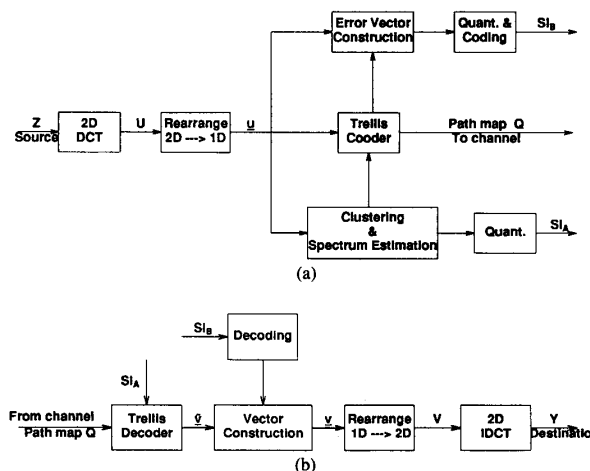 Error Vector
Construction
Quant. &
Coding
SI_B
Z
Source
2D
DCT
U
Rearrange
2D ---> 1D
u
Trellis
Cooder
Path map Q
To channel
Clustering
&
Spectrum Estimation
Quant.
SI_A
(a)
SI_B
Decoding
SI_A
From channel
Path map Q
Trellis
Decoder
ṽ
Vector
Construction
v
Rearrange
1D ---> 2D
V
2D
IDCT
Y
Destination
(b)